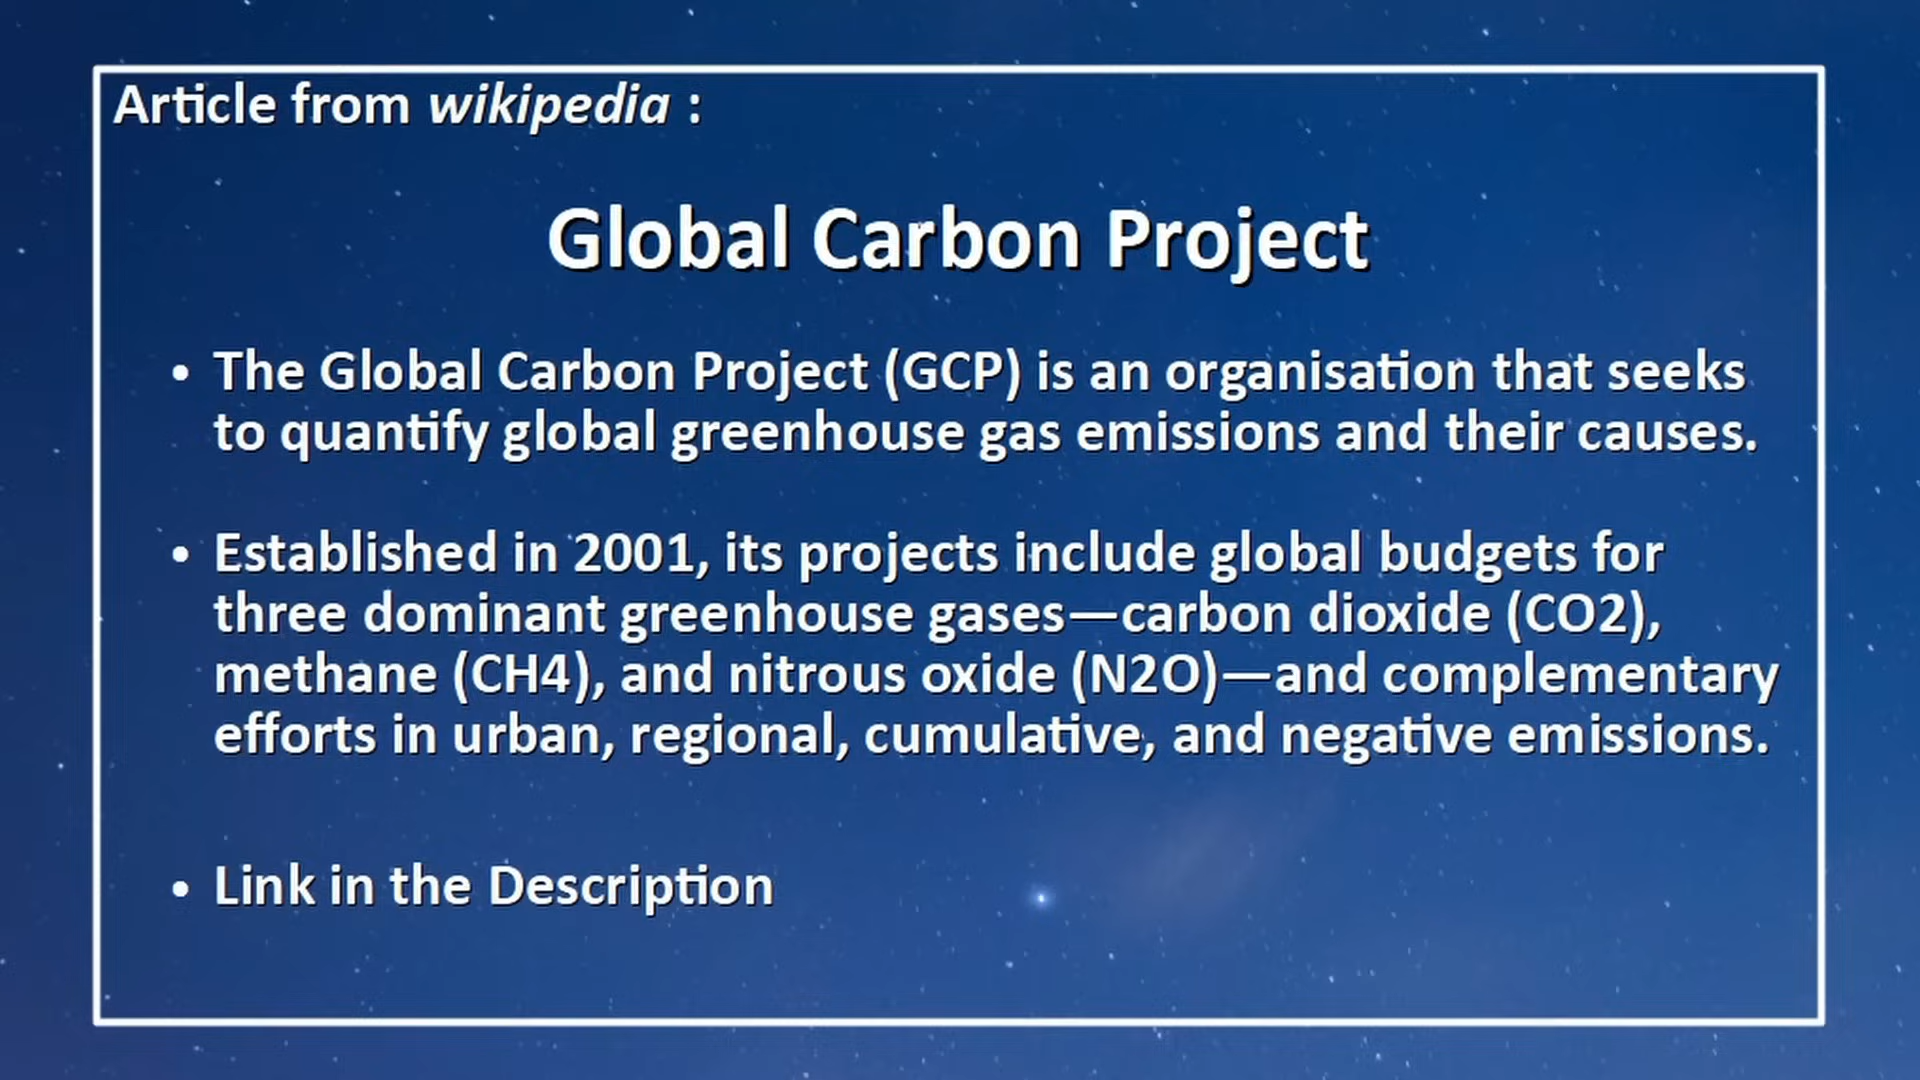 Article from wikipedia :
Global Carbon Project
• The Global Carbon Project (GCP) is an organisation that seeks
to quantify global greenhouse gas emissions and their causes.
• Established in 2001, its projects include global budgets for
three dominant greenhouse gases—carbon dioxide (CO2),
methane (CH4), and nitrous oxide (N2O)—and complementary
efforts in urban, regional, cumulative, and negative emissions.
• Link in the Description